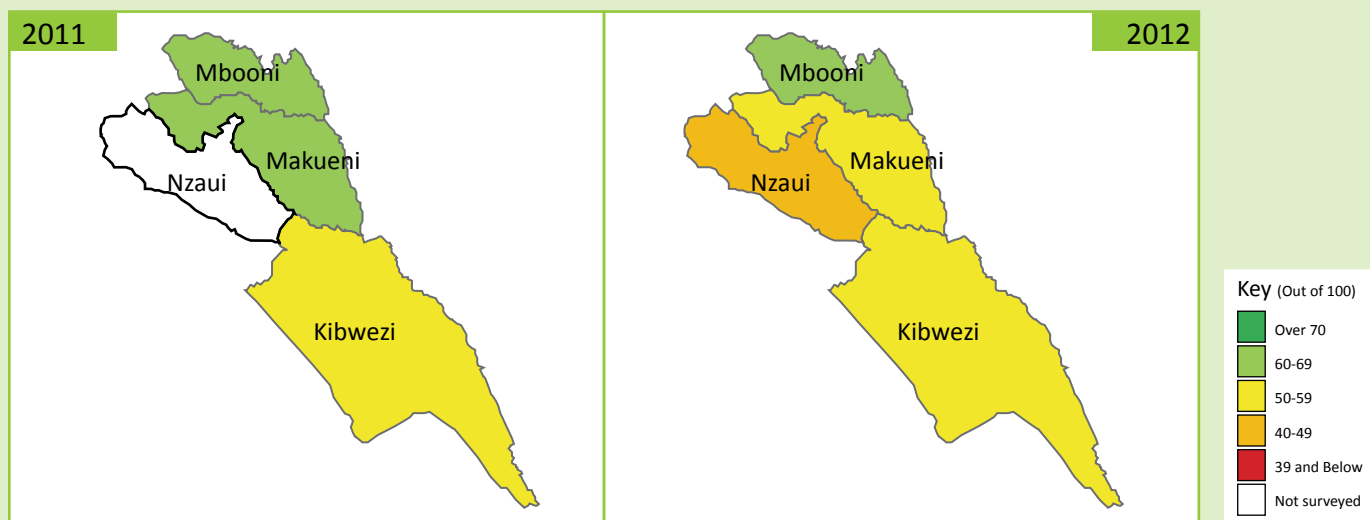 2011
Mbooni
Makueni
Nzaui
Kibwezi
2012
Mbooni
Makueni
Nzaui
Kibwezi
Key (Out of 100)
Over 70
60-69
50-59
40-49
39 and Below
Not surveyed